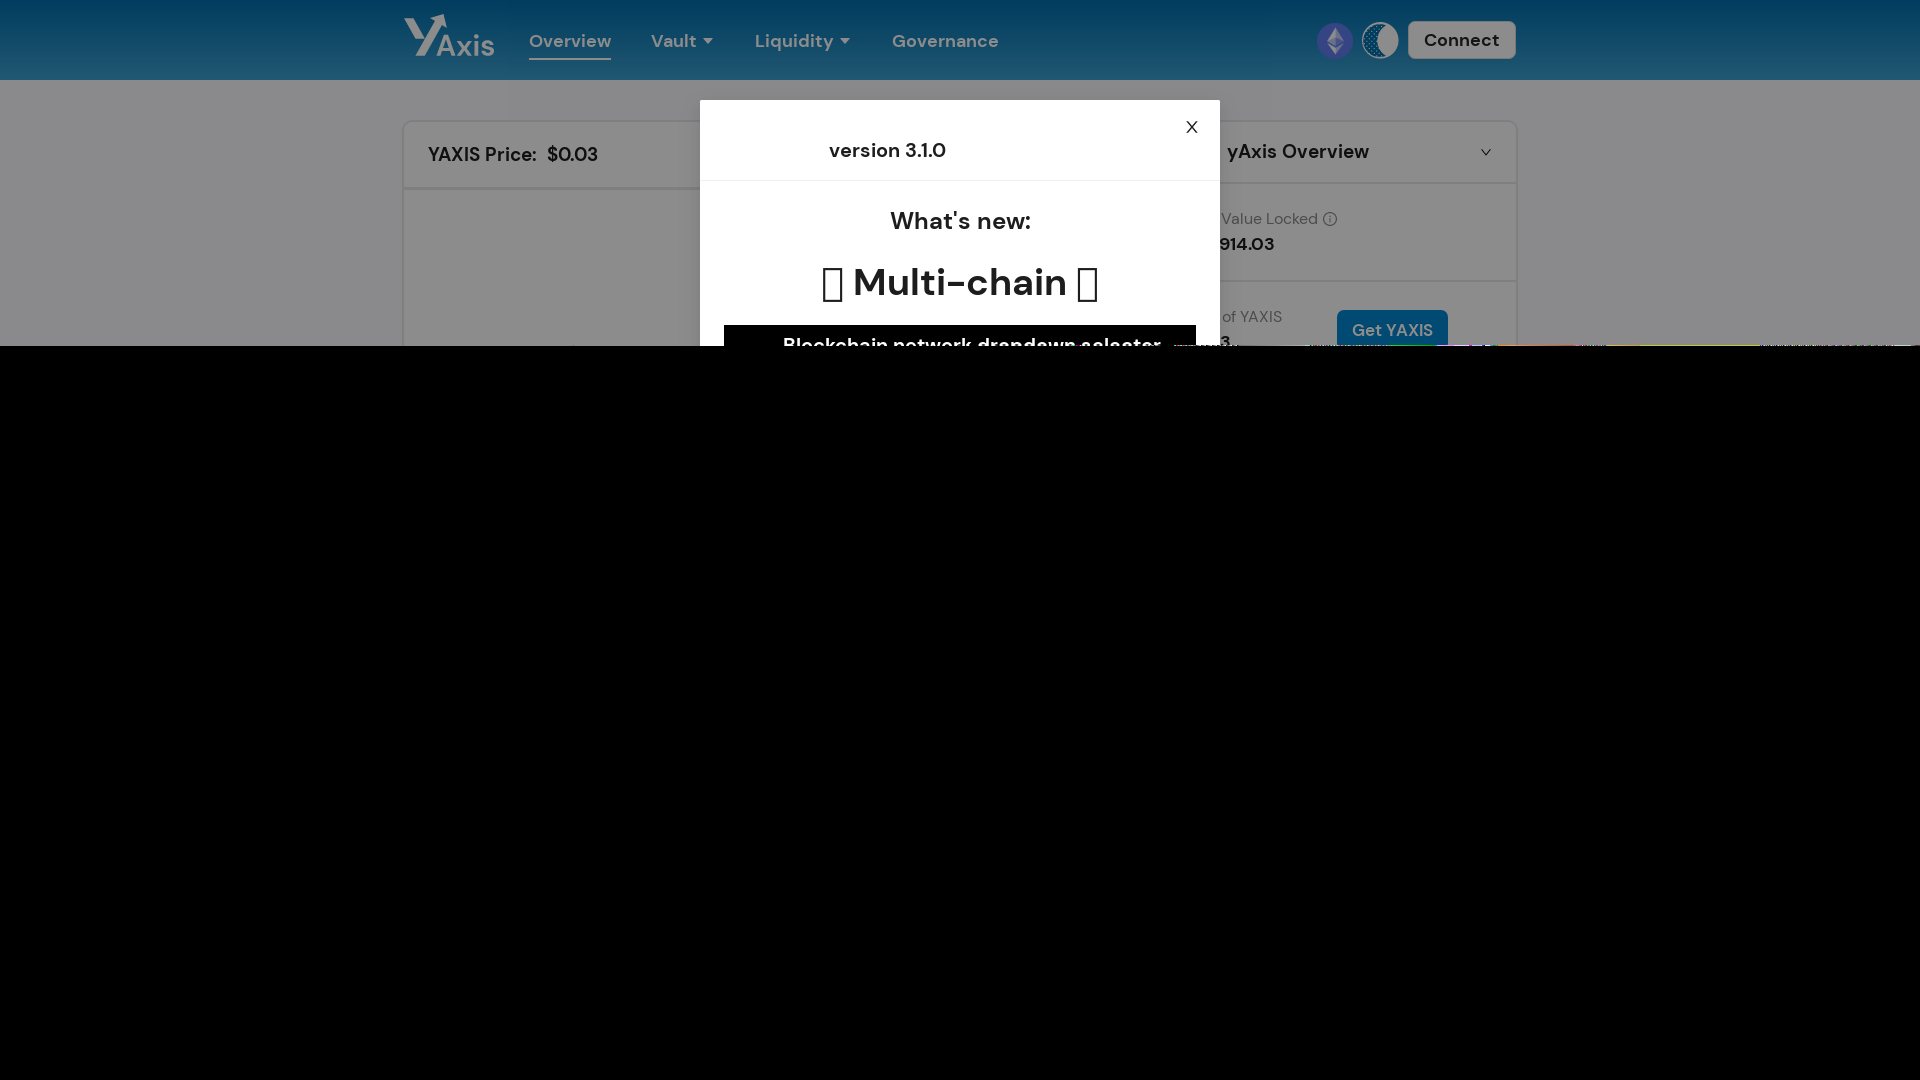 YAxis
Overview
Vault
Liquidity
Governance
Connect
YAXIS Price: $0.03
version 3.1.0
What's new:
Multi-chain
Blockchain network dropdown selector
yAxis Overview
Value Locked
914.03
of YAXIS
3
Get YAXIS